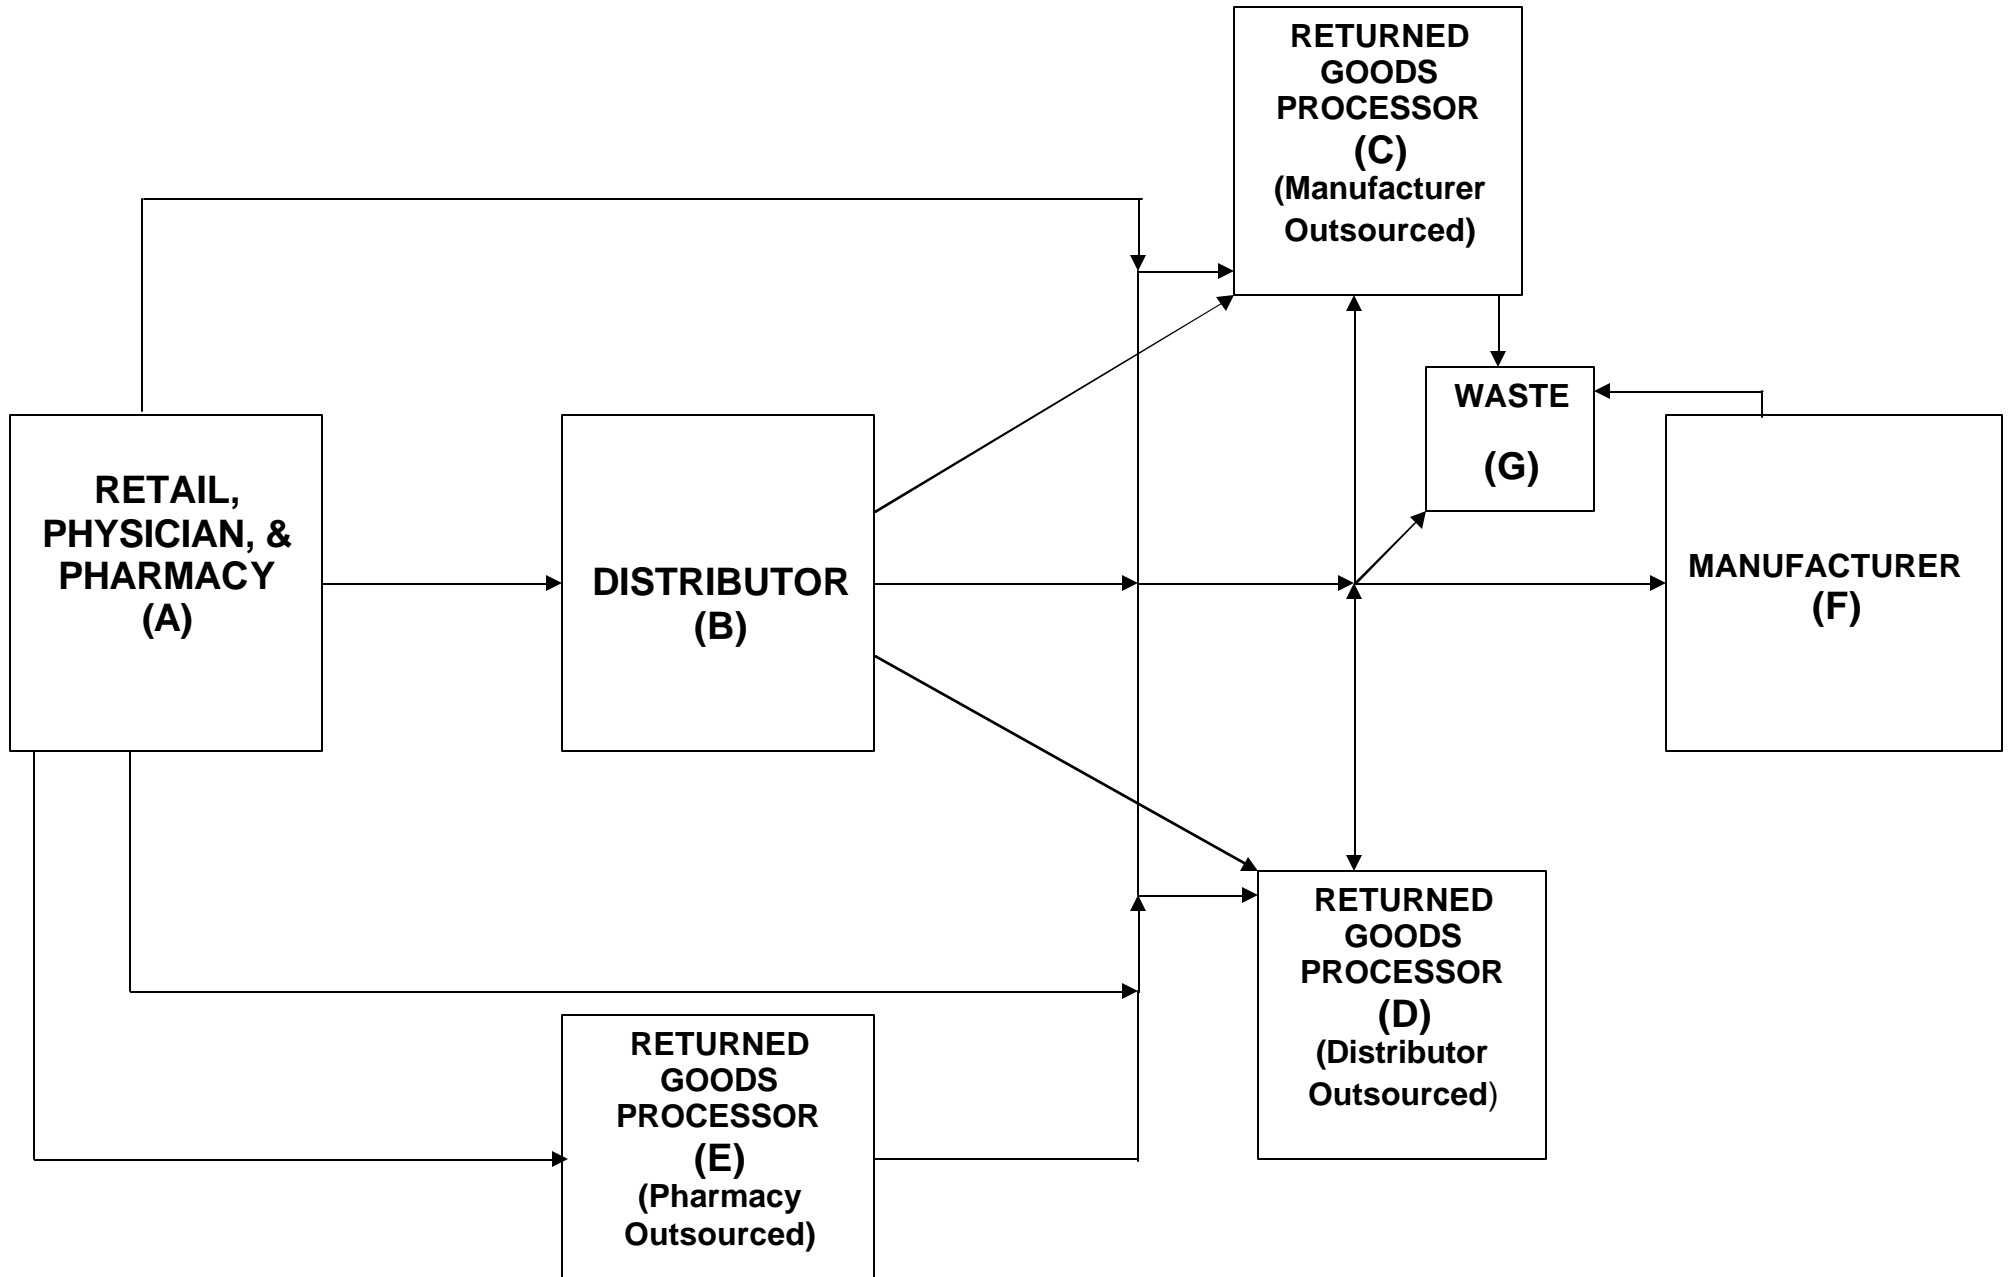 RETURNED
GOODS
PROCESSOR
(C)
(Manufacturer
Outsourced)
WASTE
(G)
RETAIL,
PHYSICIAN, &
PHARMACY
(A)
DISTRIBUTOR
(B)
MANUFACTURER
(F)
RETURNED
GOODS
PROCESSOR
(D)
(Distributor
Outsourced)
RETURNED
GOODS
PROCESSOR
(E)
(Pharmacy
Outsourced)